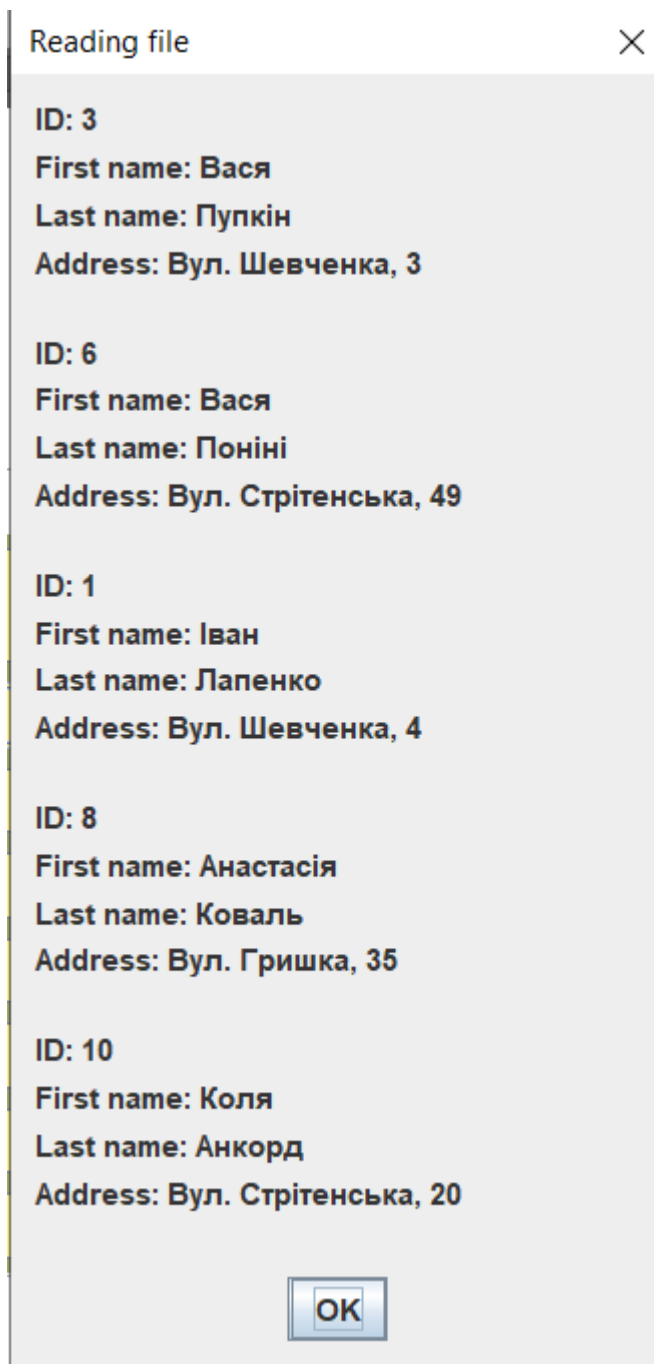 Reading file
ID: 3
First name: Вася
Last name: Пупкін
Address: Вул. Шевченка, 3
ID: 6
First name: Вася
Last name: Поніні
Address: Вул. Стрітенська, 49
ID: 1
First name: Іван
Last name: Лапенко
Address: Вул. Шевченка, 4
ID: 8
First name: Анастасія
Last name: Коваль
Address: Вул. Гришка, 35
ID: 10
First name: Коля
Last name: Анкорд
Address: Вул. Стрітенська, 20
OK